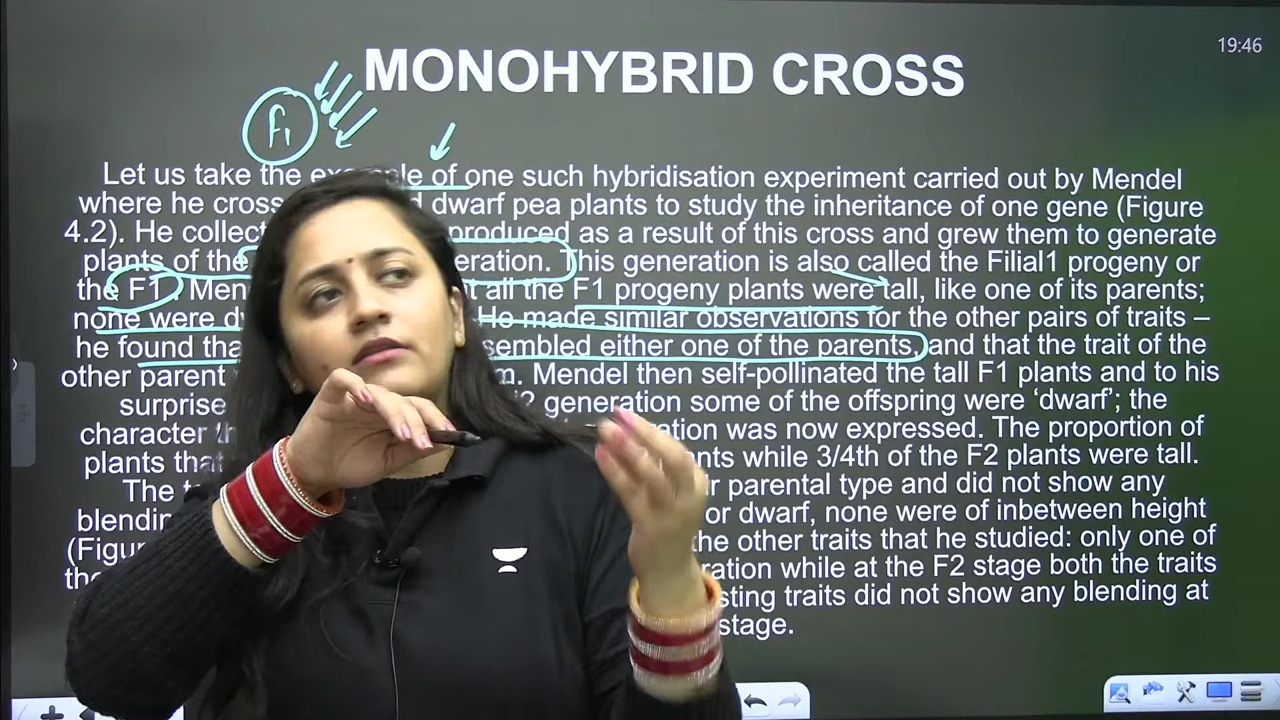 19:46
MONOHYBRID CROSS
F1
Let us take the example of one such hybridisation experiment carried out by Mendel
where he cross d dwarf pea plants to study the inheritance of one gene (Figure
4.2). He collect produced as a result of this cross and grew them to generate
plants of the eration. This generation is also called the Filial1 progeny or
the F1. Men t all the F1 progeny plants were tall, like one of its parents;
none were d He made similar observations for the other pairs of traits –
he found tha sembled either one of the parents, and that the trait of the
other parent m. Mendel then self-pollinated the tall F1 plants and to his
surprise 2 generation some of the offspring were ‘dwarf’; the
character th ration was now expressed. The proportion of
plants that nts while 3/4th of the F2 plants were tall.
The t r parental type and did not show any
blendin or dwarf, none were of inbetween height
(Figur the other traits that he studied: only one of
the ration while at the F2 stage both the traits
sting traits did not show any blending at
stage.